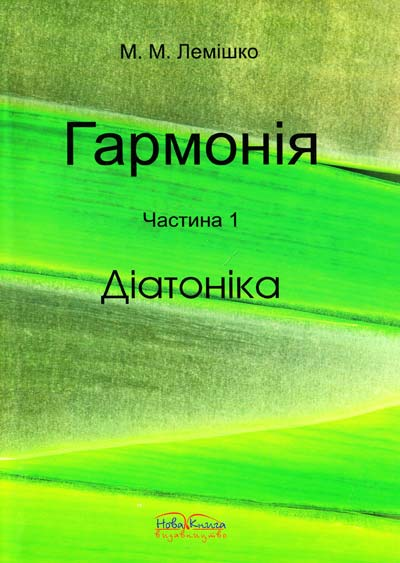 М. М. Лемішко
Гармонія
Частина 1
Діатоніка
Нова Книга
видавництво